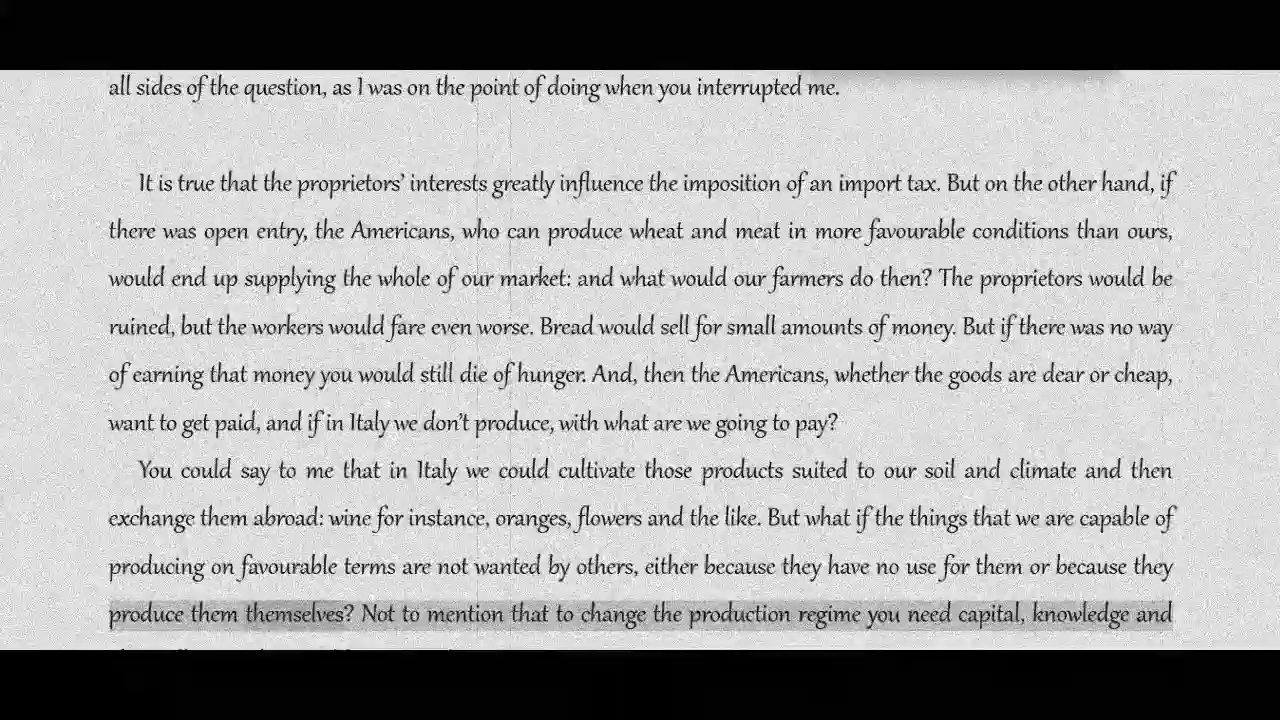 all sides of the question, as I was on the point of doing when you interrupted me.
It is true that the proprietors’ interests greatly influence the imposition of an import tax. But on the other hand, if
there was open entry, the Americans, who can produce wheat and meat in more favourable conditions than ours,
would end up supplying the whole of our market: and what would our farmers do then? The proprietors would be
ruined, but the workers would fare even worse. Bread would sell for small amounts of money. But if there was no way
of earning that money you would still die of hunger. And, then the Americans, whether the goods are dear or cheap,
want to get paid, and if in Italy we don’t produce, with what are we going to pay?
You could say to me that in Italy we could cultivate those products suited to our soil and climate and then
exchange them abroad: wine for instance, oranges, flowers and the like. But what if the things that we are capable of
producing on favourable terms are not wanted by others, either because they have no use for them or because they
produce them themselves? Not to mention that to change the production regime you need capital, knowledge and